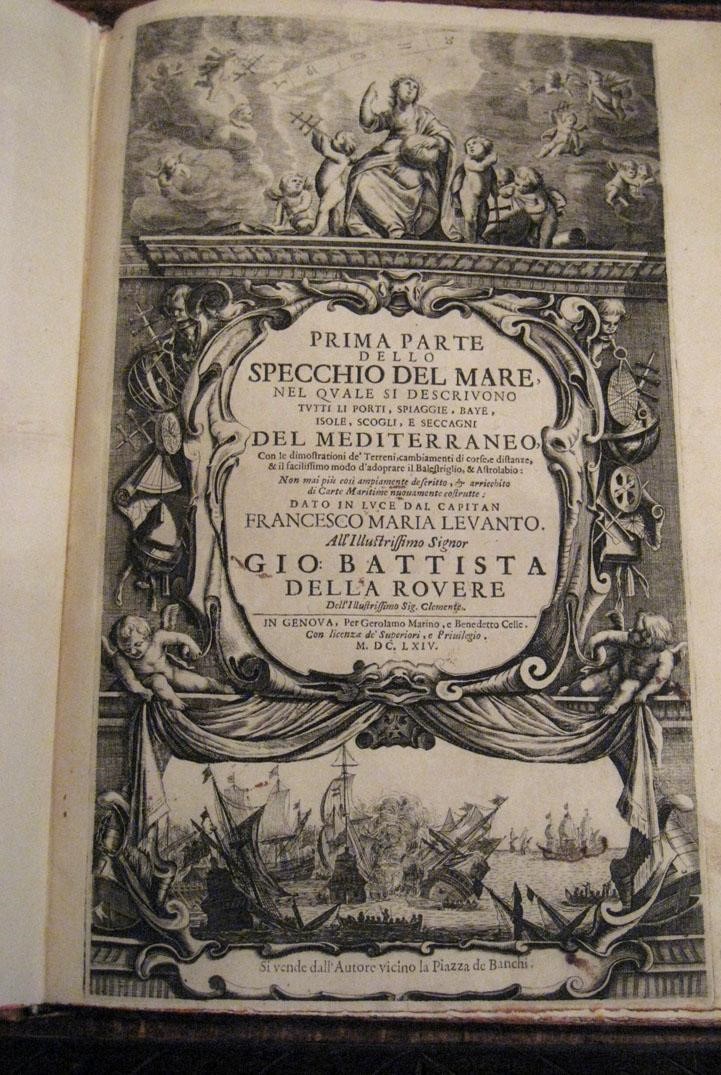 PRIMA PARTE
DELLO
SPECCHIO DEL MARE,
NEL QVALE SI DESCRIVONO
TVTTI LI PORTI, SPIAGGIE, BAYE,
ISOLE, SCOGLI, E SECCAGNI
DEL MEDITERRANEO,
Con le dimostrationi de' Terreni, cambiamenti di corse, e distanze,
& il facilissimo modo d'adoprare il Balestriglio, & Astrolabio:
Non mai più così ampiamente descritto, & arricchito
di Carte Maritime nuouamente costrutte:
DATO IN LVCE DAL CAPITAN
FRANCESCO MARIA LEVANTO.
All'Illustrissimo Signor
GIO: BATTISTA
DELLA ROVERE
Dell'Illustrissimo Sig. Clemente.
IN GENOVA, Per Gerolamo Marino, e Benedetto Celle.
Con licenza de' Superiori, e Priuilegio.
M. DC. LXIV.
Si vende dall'Autore vicino la Piazza de Banchi.